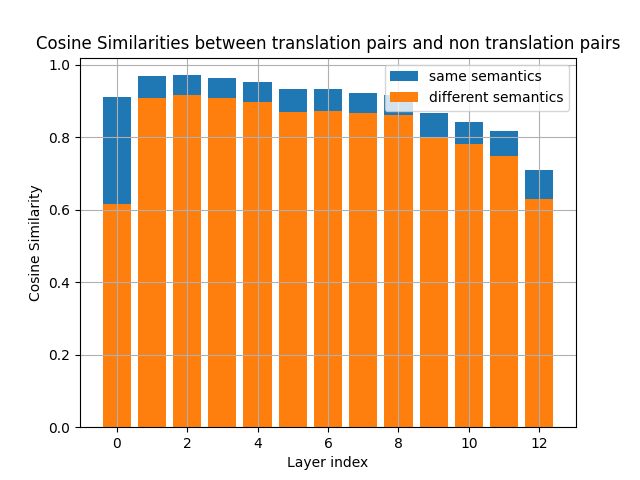 Cosine Similarities between translation pairs and non translation pairs
same semantics
different semantics
1.0
0.8
0.6
0.4
0.2
0.0
Cosine Similarity
0 2 4 6 8 10 12
Layer index